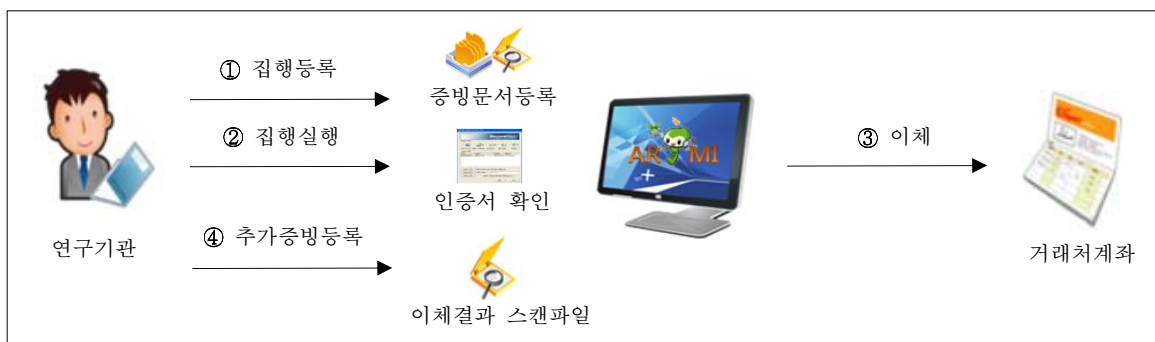 ① 집행등록
증빙문서등록
② 집행실행
인증서 확인
ARYMI
③ 이체
연구기관
④ 추가증빙등록
이체결과 스캔파일
거래처계좌